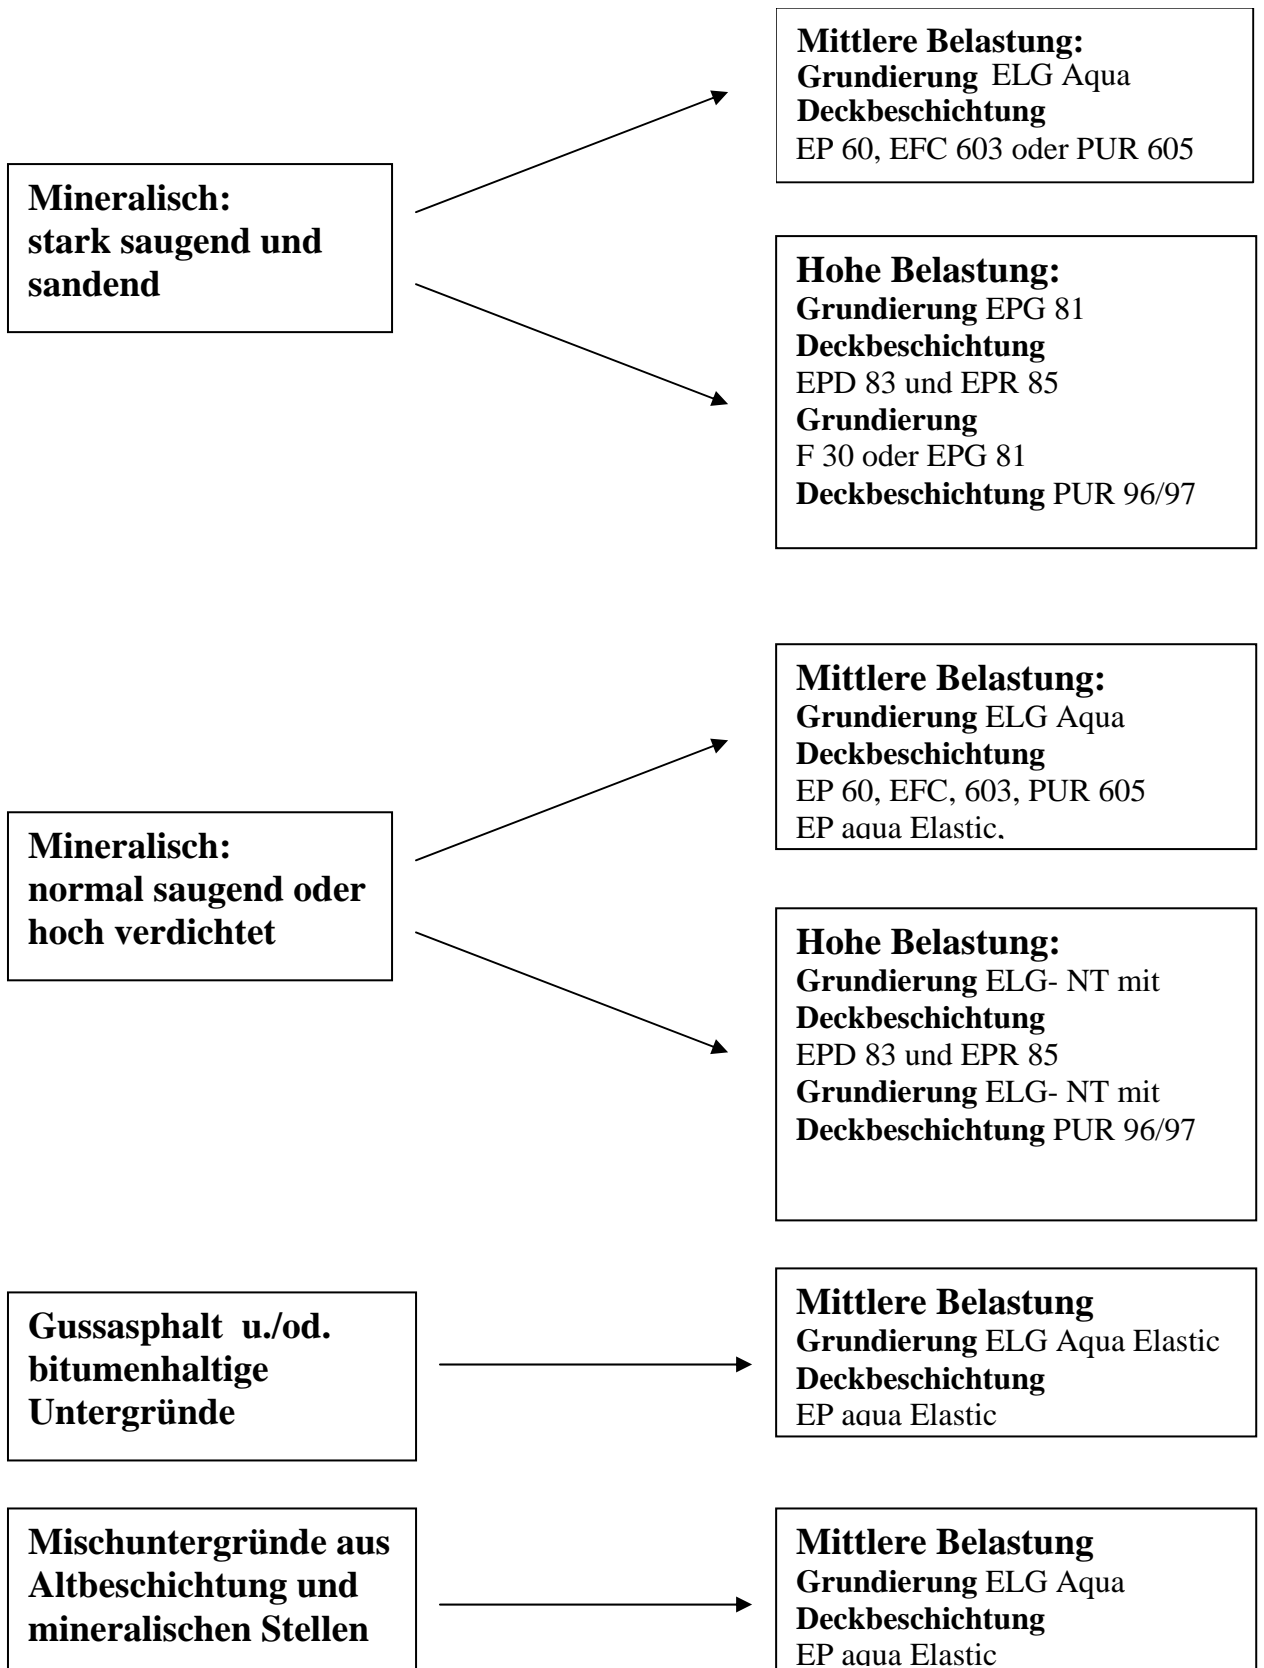 Mineralisch:
stark saugend und
sandend
Mittlere Belastung:
Grundierung ELG Aqua
Deckbeschichtung
EP 60, EFC 603 oder PUR 605
Hohe Belastung:
Grundierung EPG 81
Deckbeschichtung
EPD 83 und EPR 85
Grundierung
F 30 oder EPG 81
Deckbeschichtung PUR 96/97
Mineralisch:
normal saugend oder
hoch verdichtet
Mittlere Belastung:
Grundierung ELG Aqua
Deckbeschichtung
EP 60, EFC, 603, PUR 605
EP aqua Elastic,
Hohe Belastung:
Grundierung ELG- NT mit
Deckbeschichtung
EPD 83 und EPR 85
Grundierung ELG- NT mit
Deckbeschichtung PUR 96/97
Gussasphalt u./od.
bitumenhaltige
Untergründe
Mittlere Belastung
Grundierung ELG Aqua Elastic
Deckbeschichtung
EP aqua Elastic
Mischuntergründe aus
Altbeschichtung und
mineralischen Stellen
Mittlere Belastung
Grundierung ELG Aqua
Deckbeschichtung
EP aqua Elastic